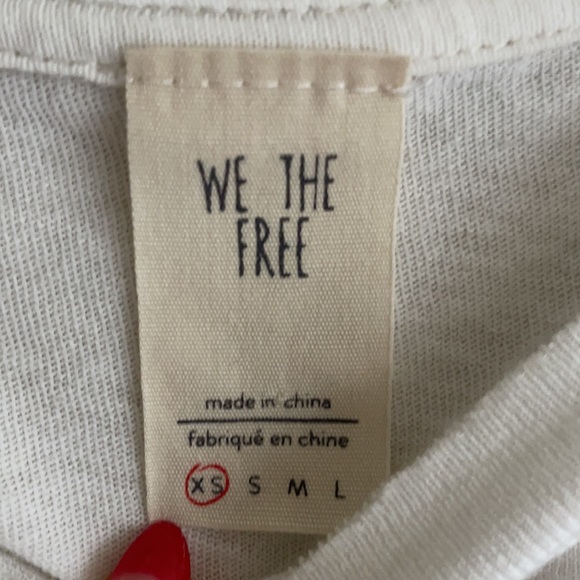 WE THE
FREE
made in china
fabriqué en chine
XS S M L